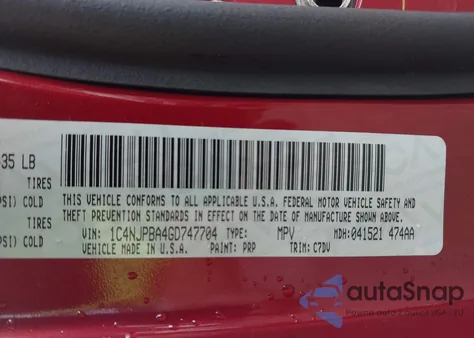 35 LB
TIRES
PSI) COLD
TIRES
PSI) COLD
THIS VEHICLE CONFORMS TO ALL APPLICABLE U.S.A. FEDERAL MOTOR VEHICLE SAFETY AND
THEFT PREVENTION STANDARDS IN EFFECT ON THE DATE OF MANUFACTURE SHOWN ABOVE.
VIN: 1C4NJPBA4GD747704 TYPE: MPV MDH: 041521 474AA
VEHICLE MADE IN U.S.A. PAINT: PRP TRIM: C7DV
autoSnap